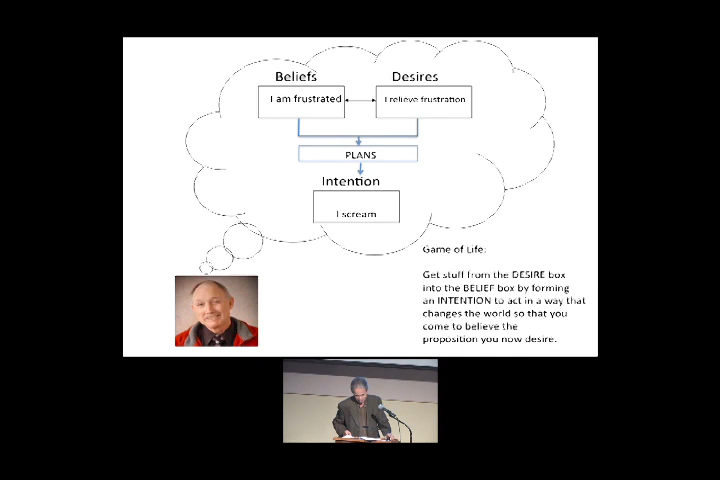 Beliefs Desires
I am frustrated I relieve frustration
PLANS
Intention
I scream
Game of Life:
Get stuff from the DESIRE box
into the BELIEF box by forming
an INTENTION to act in a way that
changes the world so that you
come to believe the
proposition you now desire.